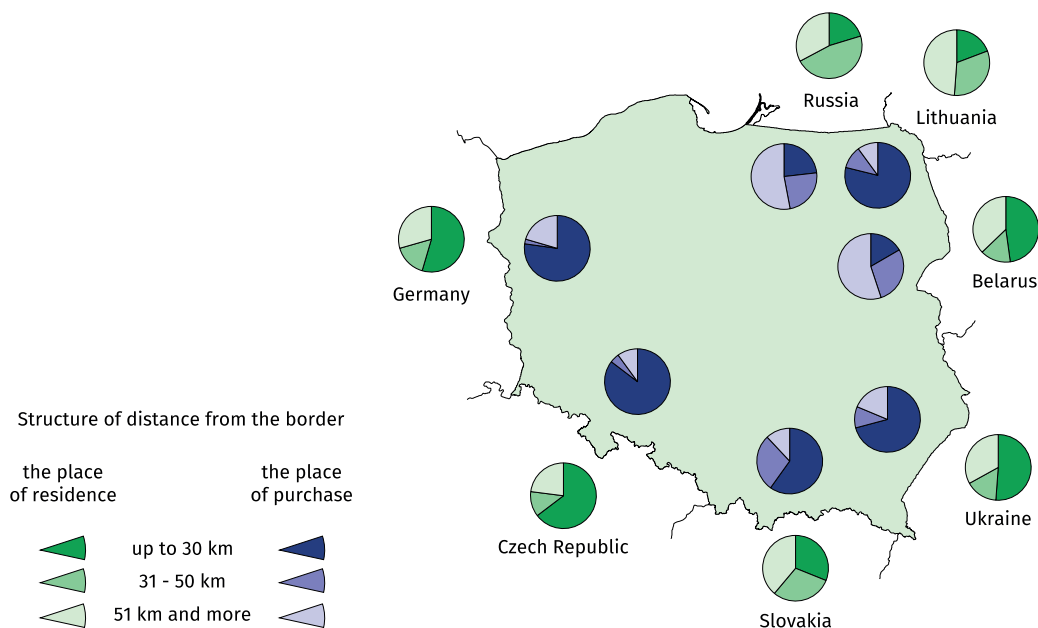 Russia
Lithuania
Germany
Belarus
Structure of distance from the border
the place
of residence
the place
of purchase
Ukraine
Czech Republic
up to 30 km
31 - 50 km
51 km and more
Slovakia